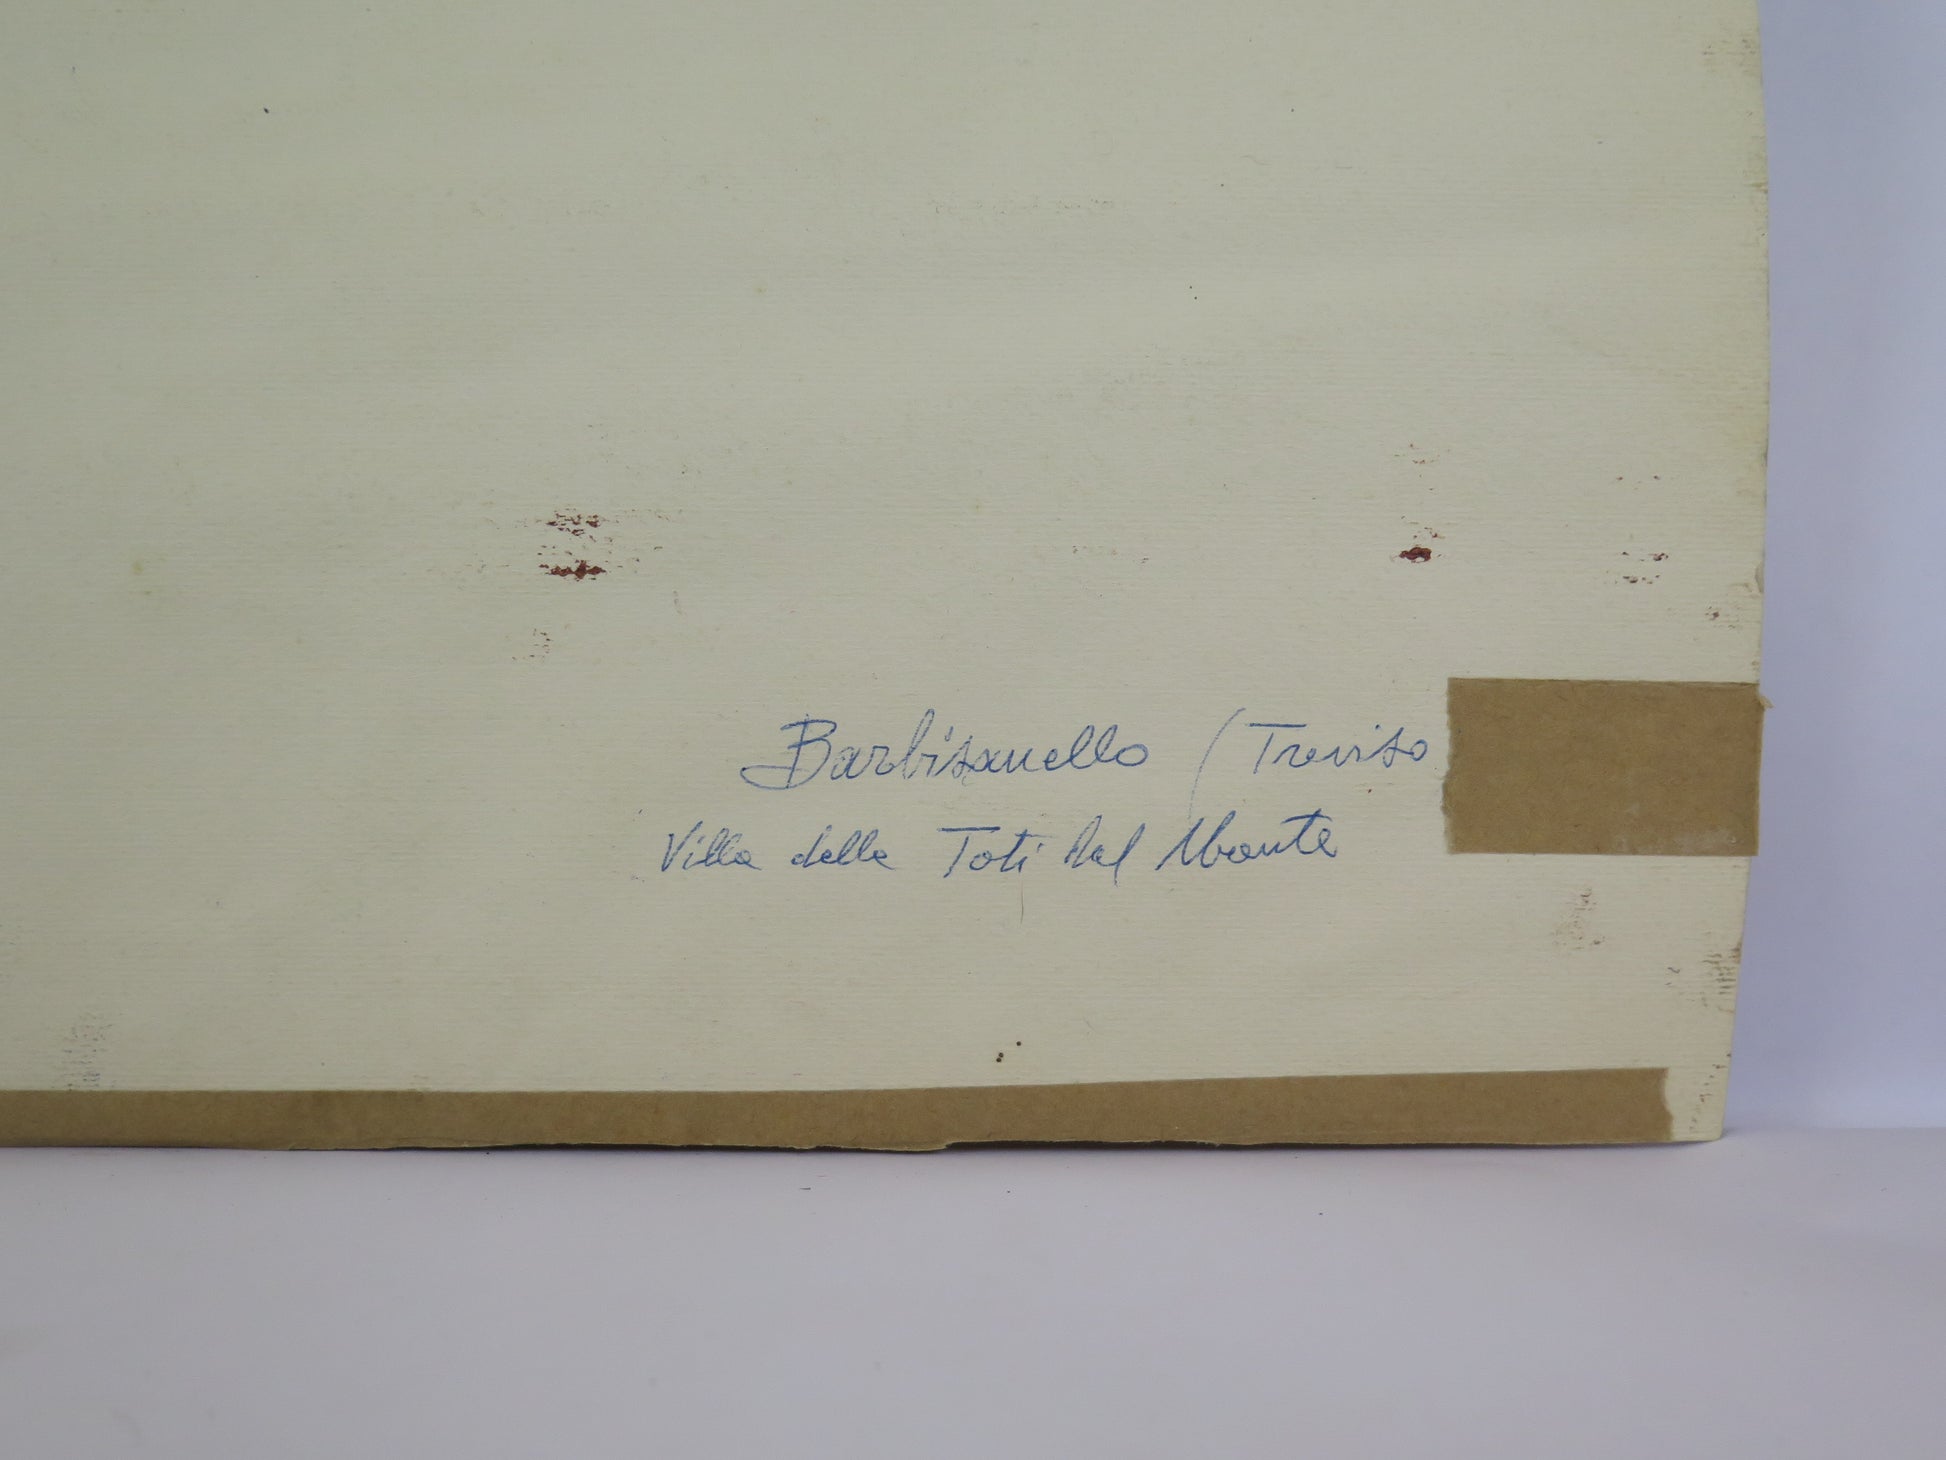 Barbisanello (Treviso
Villa della Toti dal Monte